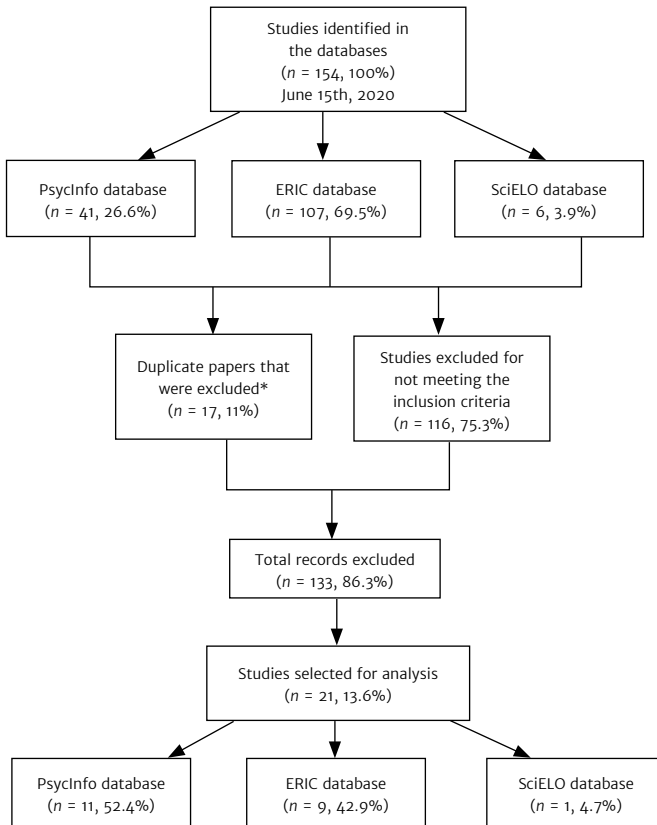 Studies identified in
the databases
(n = 154, 100%)
June 15th, 2020
PsycInfo database
(n = 41, 26.6%)
ERIC database
(n = 107, 69.5%)
SciELO database
(n = 6, 3.9%)
Duplicate papers that
were excluded*
(n = 17, 11%)
Studies excluded for
not meeting the
inclusion criteria
(n = 116, 75.3%)
Total records excluded
(n = 133, 86.3%)
Studies selected for analysis
(n = 21, 13.6%)
PsycInfo database
(n = 11, 52.4%)
ERIC database
(n = 9, 42.9%)
SciELO database
(n = 1, 4.7%)